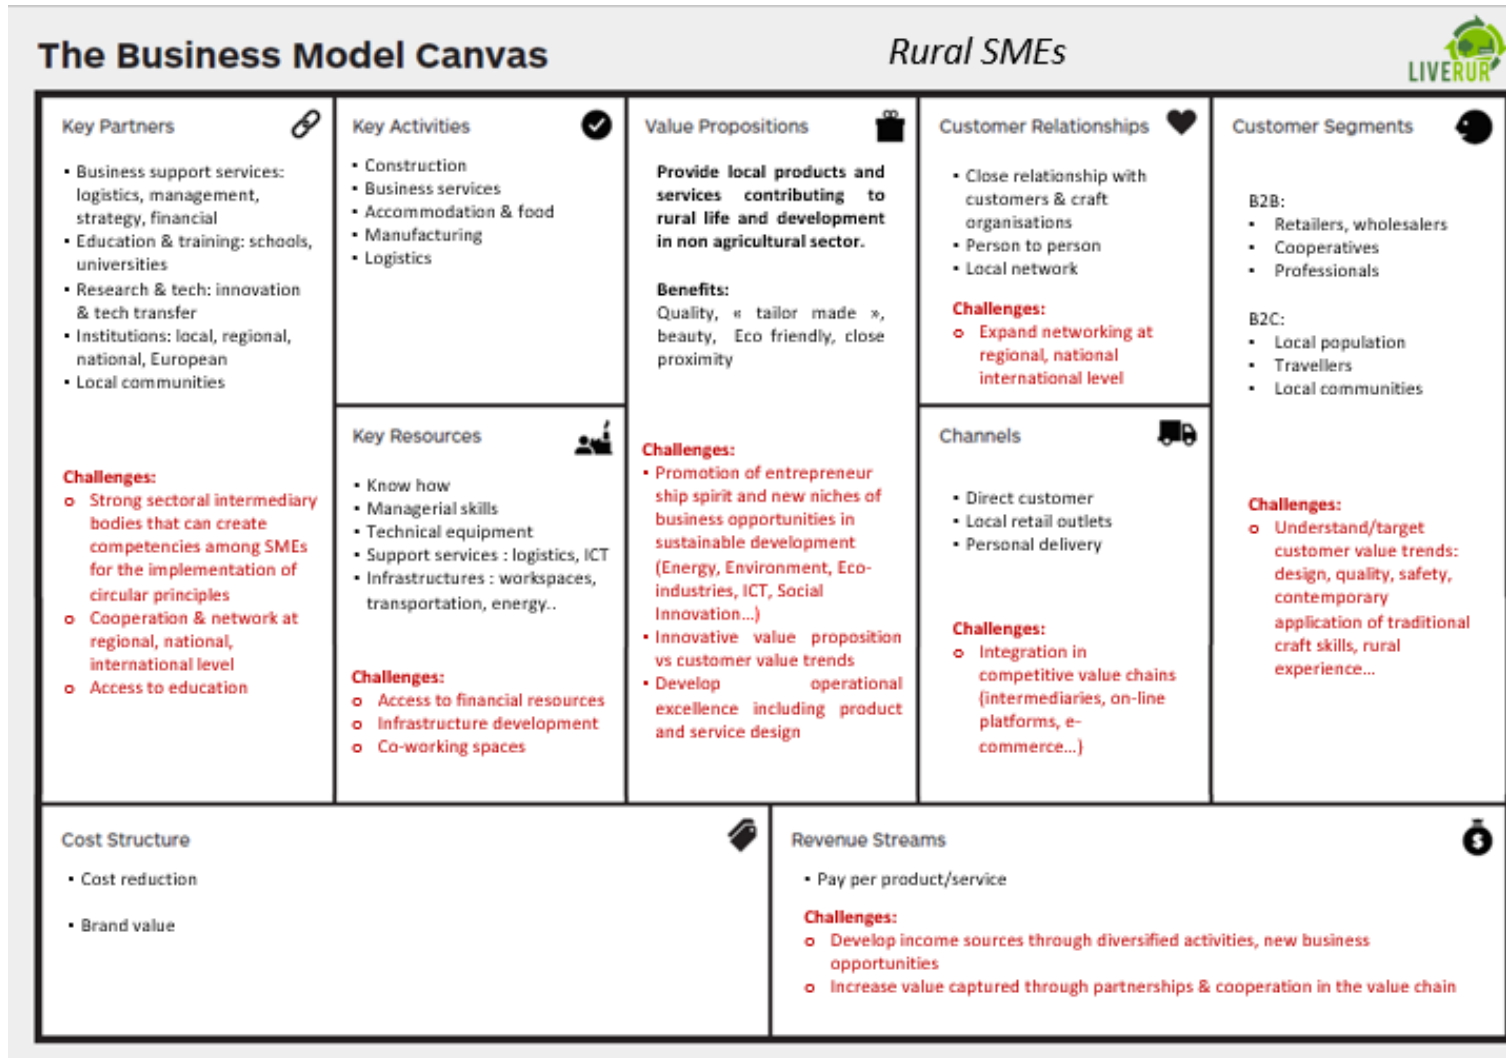 The Business Model Canvas
Rural SMEs
LIVERUR
Key Partners
▪ Business support services:
logistics, management,
strategy, financial
▪ Education & training: schools,
universities
▪ Research & tech: innovation
& tech transfer
▪ Institutions: local, regional,
national, European
▪ Local communities
Challenges:
o Strong sectoral intermediary
bodies that can create
competencies among SMEs
for the implementation of
circular principles
o Cooperation & network at
regional, national,
international level
o Access to education
Key Activities
▪ Construction
▪ Business services
▪ Accommodation & food
▪ Manufacturing
▪ Logistics
Key Resources
▪ Know how
▪ Managerial skills
▪ Technical equipment
▪ Support services : logistics, ICT
▪ Infrastructures : workspaces,
transportation, energy..
Challenges:
o Access to financial resources
o Infrastructure development
o Co-working spaces
Value Propositions
Provide local products and
services contributing to
rural life and development
in non agricultural sector.
Benefits:
Quality, « tailor made »,
beauty, Eco friendly, close
proximity
Challenges:
▪ Promotion of entrepreneur
ship spirit and new niches of
business opportunities in
sustainable development
(Energy, Environment, Eco-
industries, ICT, Social
Innovation...)
▪ Innovative value proposition
vs customer value trends
▪ Develop operational
excellence including product
and service design
Customer Relationships
▪ Close relationship with
customers & craft
organisations
▪ Person to person
▪ Local network
Challenges:
o Expand networking at
regional, national
international level
Channels
▪ Direct customer
▪ Local retail outlets
▪ Personal delivery
Challenges:
o Integration in
competitive value chains
(intermediaries, on-line
platforms, e-
commerce...)
Customer Segments
B2B:
▪ Retailers, wholesalers
▪ Cooperatives
▪ Professionals
B2C:
▪ Local population
▪ Travellers
▪ Local communities
Challenges:
o Understand/target
customer value trends:
design, quality, safety,
contemporary
application of traditional
craft skills, rural
experience...
Cost Structure
▪ Cost reduction
▪ Brand value
Revenue Streams
$
▪ Pay per product/service
Challenges:
o Develop income sources through diversified activities, new business
opportunities
o Increase value captured through partnerships & cooperation in the value chain